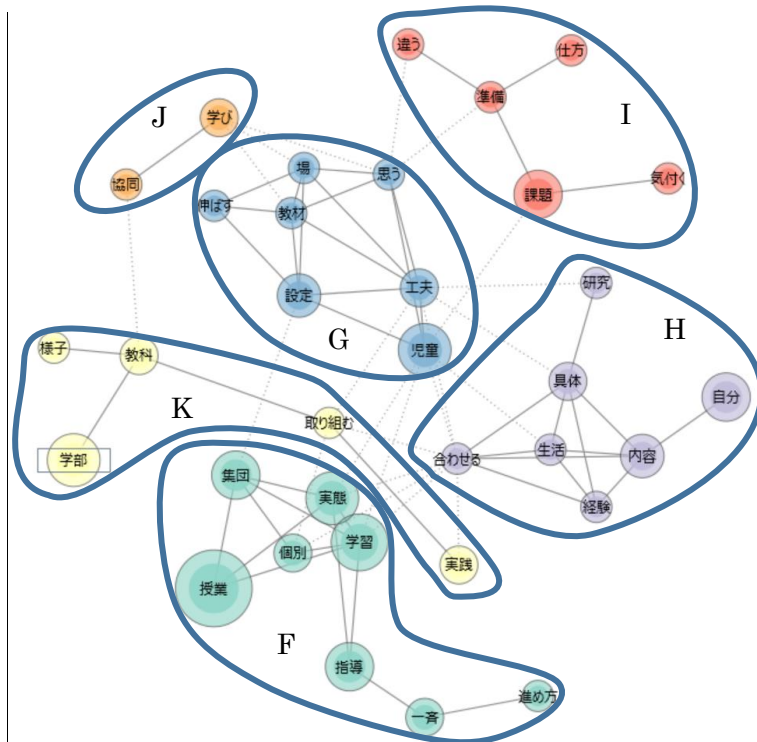 違う
仕方
準備
I
課題
気付く
J
学び
協同
場
思う
伸ばす
教材
設定
工夫
児童
G
研究
H
具体
自分
生活
内容
合わせる
経験
様子
教科
K
取り組む
学部
実践
集団
実態
学習
個別
授業
F
指導
一斉
進め方